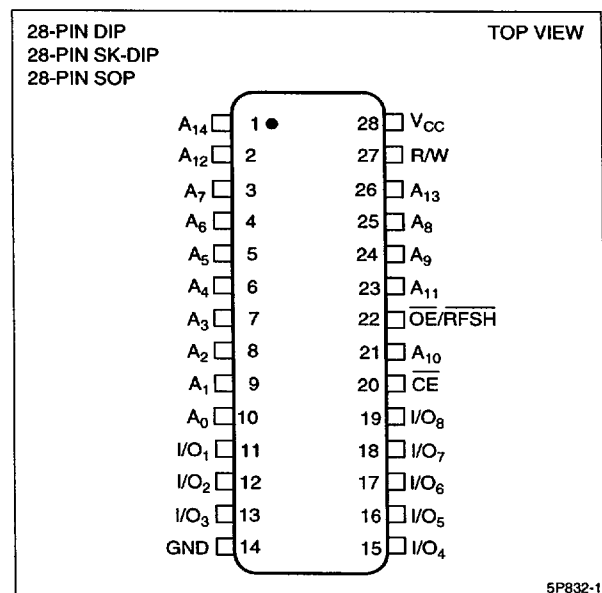 28-PIN DIP TOP VIEW
28-PIN SK-DIP
28-PIN SOP
A14 1 28 VCC
A12 2 27 R/W
A7 3 26 A13
A6 4 25 A8
A5 5 24 A9
A4 6 23 A11
A3 7 22 O̅E̅/R̅F̅S̅H̅
A2 8 21 A10
A1 9 20 C̅E̅
A0 10 19 I/O8
I/O1 11 18 I/O7
I/O2 12 17 I/O6
I/O3 13 16 I/O5
GND 14 15 I/O4
5P832-1